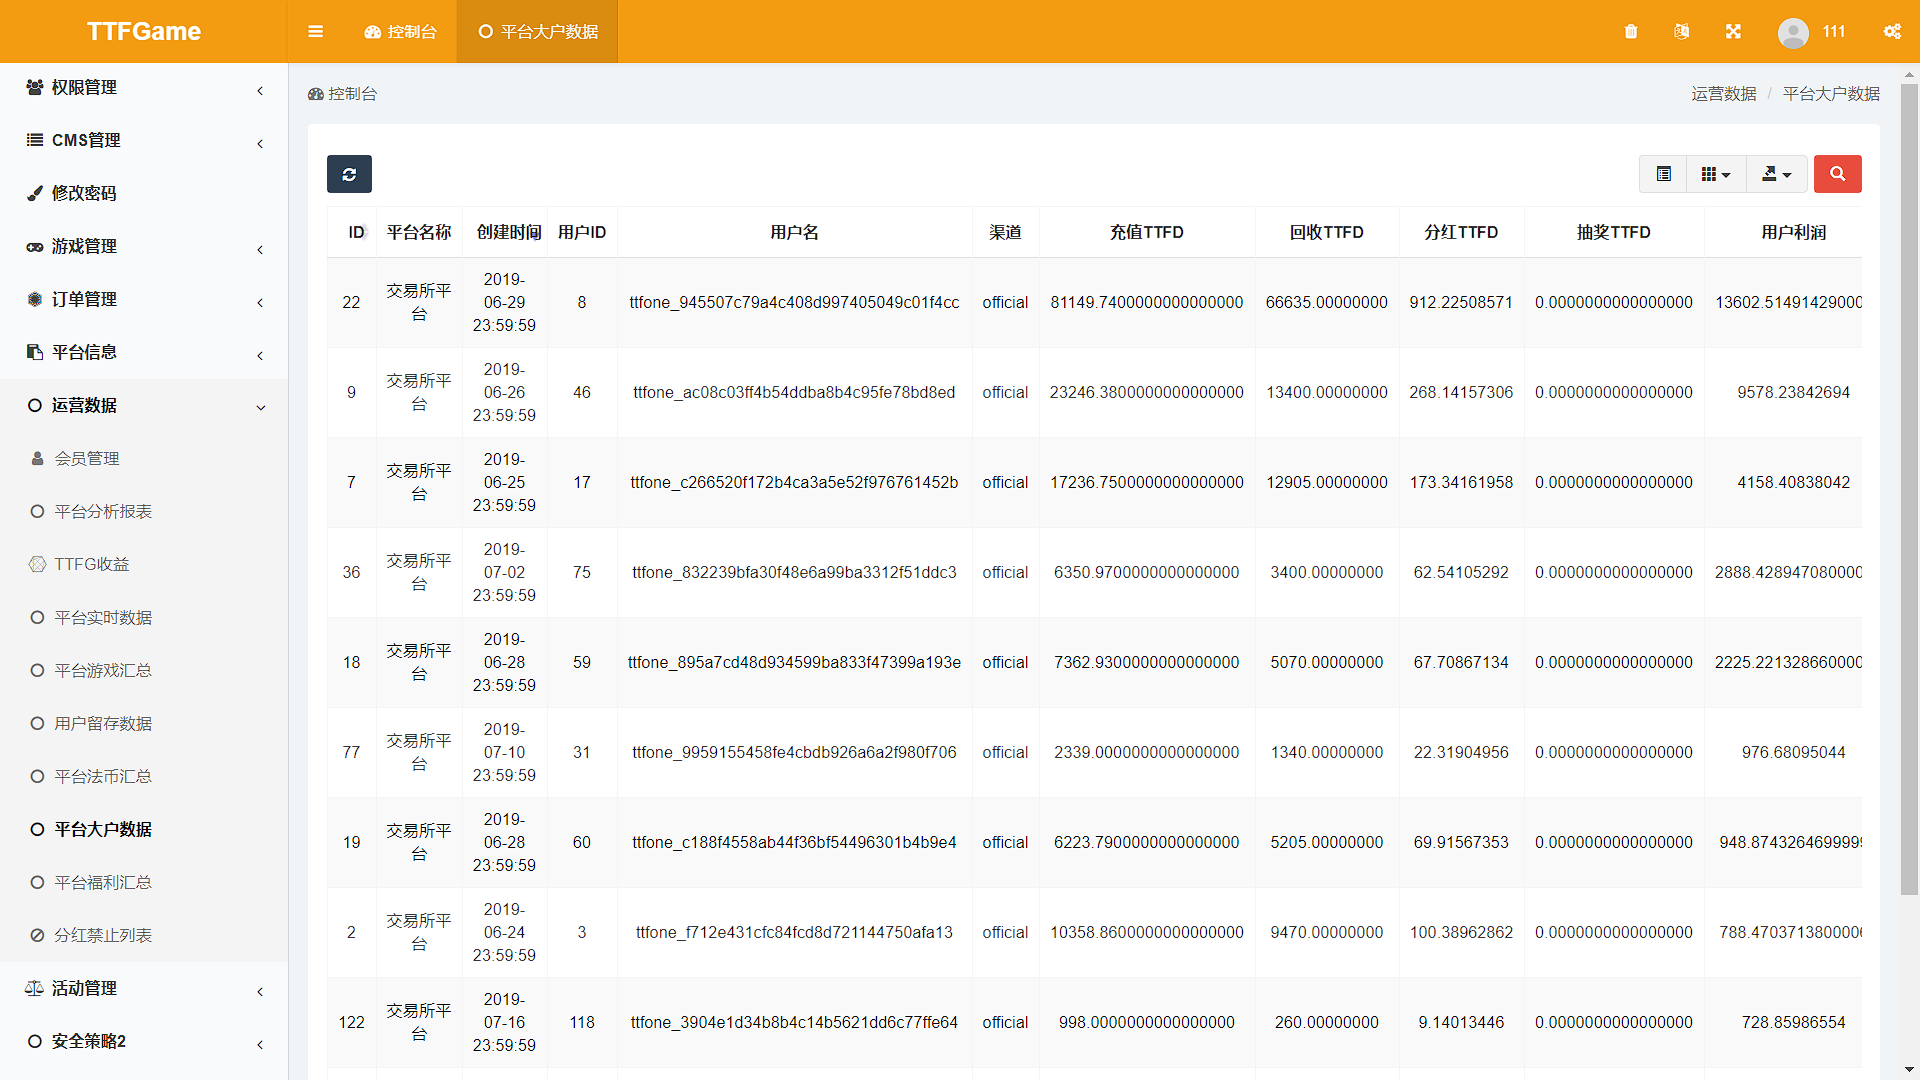 TTFGame
控制台
平台大户数据
111
权限管理
CMS管理
修改密码
游戏管理
订单管理
平台信息
运营数据
会员管理
平台分析报表
TTFG收益
平台实时数据
平台游戏汇总
用户留存数据
平台法币汇总
平台大户数据
平台福利汇总
分红禁止列表
活动管理
安全策略2
控制台
运营数据 / 平台大户数据
ID 平台名称 创建时间 用户ID 用户名 渠道 充值TTFD 回收TTFD 分红TTFD 抽奖TTFD 用户利润
22 交易所平台 2019-06-29 23:59:59 8 ttfone_945507c79a4c408d997405049c01f4cc official 81149.7400000000000000 66635.00000000 912.22508571 0.0000000000000000 13602.51491429000
9 交易所平台 2019-06-26 23:59:59 46 ttfone_ac08c03ff4b54ddba8b4c95fe78bd8ed official 23246.3800000000000000 13400.00000000 268.14157306 0.0000000000000000 9578.23842694
7 交易所平台 2019-06-25 23:59:59 17 ttfone_c266520f172b4ca3a5e52f976761452b official 17236.7500000000000000 12905.00000000 173.34161958 0.0000000000000000 4158.40838042
36 交易所平台 2019-07-02 23:59:59 75 ttfone_832239bfa30f48e6a99ba3312f51ddc3 official 6350.9700000000000000 3400.00000000 62.54105292 0.0000000000000000 2888.428947080000
18 交易所平台 2019-06-28 23:59:59 59 ttfone_895a7cd48d934599ba833f47399a193e official 7362.9300000000000000 5070.00000000 67.70867134 0.0000000000000000 2225.221328660000
77 交易所平台 2019-07-10 23:59:59 31 ttfone_9959155458fe4cbdb926a6a2f980f706 official 2339.0000000000000000 1340.00000000 22.31904956 0.0000000000000000 976.68095044
19 交易所平台 2019-06-28 23:59:59 60 ttfone_c188f4558ab44f36bf54496301b4b9e4 official 6223.7900000000000000 5205.00000000 69.91567353 0.0000000000000000 948.8743264699999
2 交易所平台 2019-06-24 23:59:59 3 ttfone_f712e431cfc84fcd8d721144750afa13 official 10358.8600000000000000 9470.00000000 100.38962862 0.0000000000000000 788.4703713800006
122 交易所平台 2019-07-16 23:59:59 118 ttfone_3904e1d34b8b4c14b5621dd6c77ffe64 official 998.0000000000000000 260.00000000 9.14013446 0.0000000000000000 728.85986554